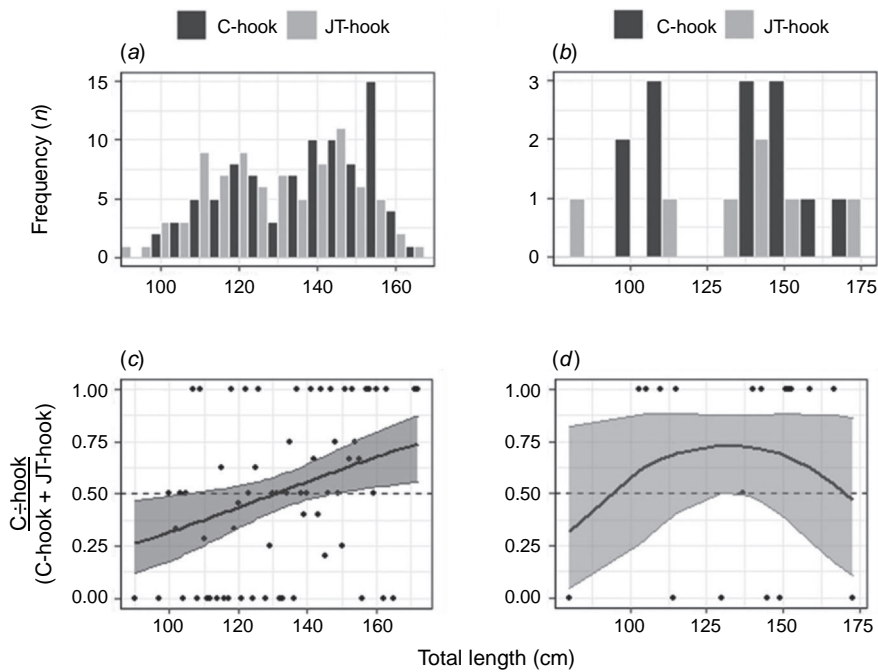 C-hook JT-hook
C-hook JT-hook
(a)
Frequency (n)
15
10
5
0
100 120 140 160
(b)
3
2
1
0
100 125 150 175
(c)
C÷hook
(C-hook + JT-hook)
1.00
0.75
0.50
0.25
0.00
100 120 140 160
(d)
1.00
0.75
0.50
0.25
0.00
100 125 150 175
Total length (cm)